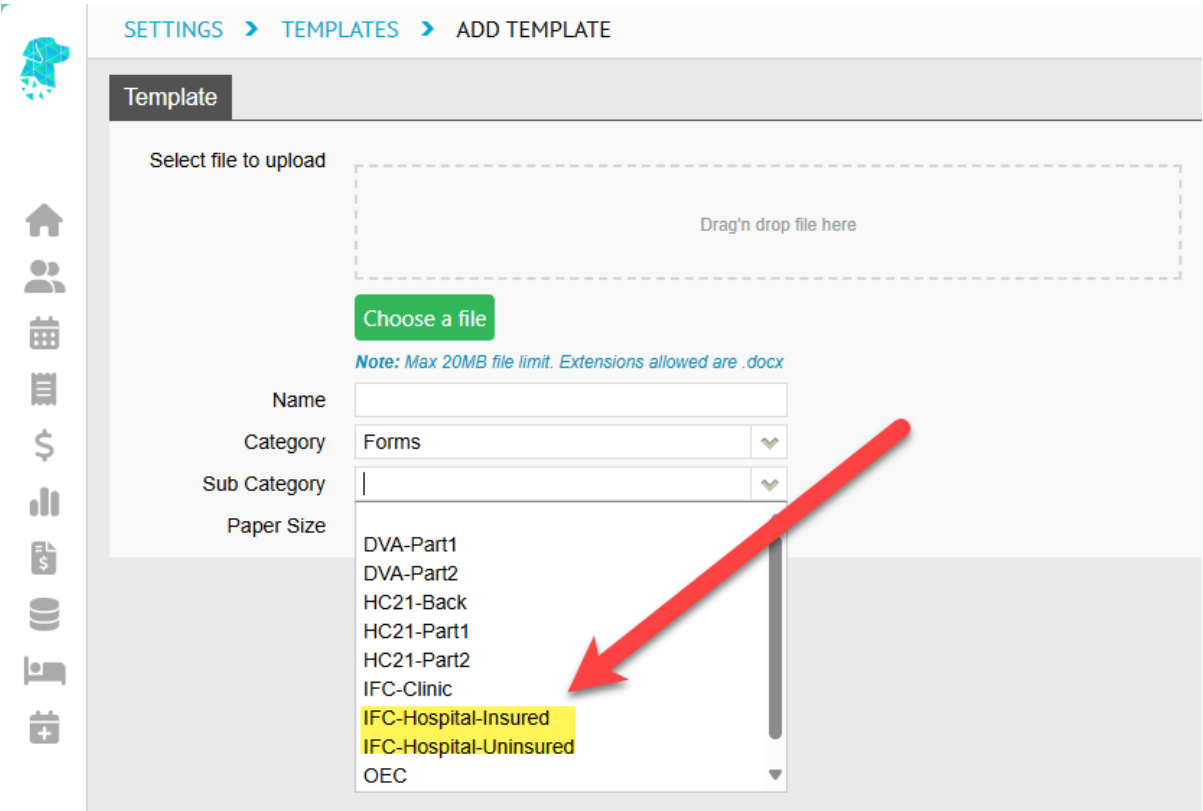 SETTINGS > TEMPLATES > ADD TEMPLATE
Template
Select file to upload
Drag'n drop file here
Choose a file
Note: Max 20MB file limit. Extensions allowed are .docx
Name
Category Forms
Sub Category
Paper Size
DVA-Part1
DVA-Part2
HC21-Back
HC21-Part1
HC21-Part2
IFC-Clinic
IFC-Hospital-Insured
IFC-Hospital-Uninsured
OEC